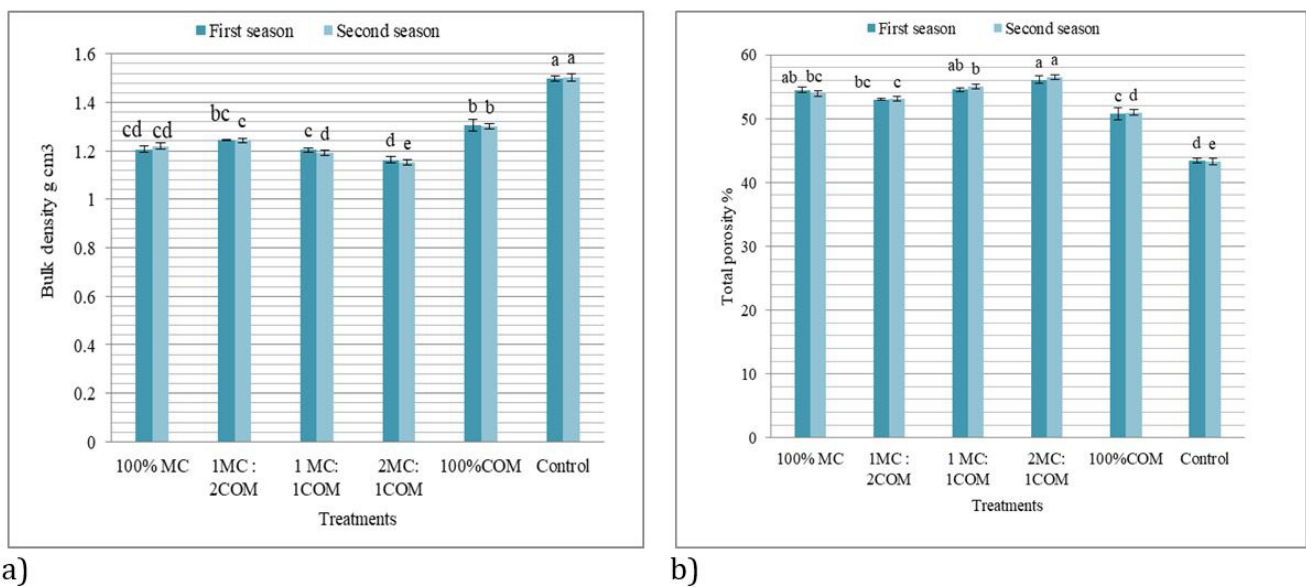 First season Second season
1.6
1.4
1.2
1
0.8
0.6
0.4
0.2
0
Bulk density g cm3
cd cd
bc c
c d
d e
b b
a a
100% MC
1MC :
2COM
1 MC:
1COM
2MC:
1COM
100%COM
Control
Treatments
a)
First season Second season
60
50
40
30
20
10
0
Total porosity %
ab bc
bc c
ab b
a a
c d
d e
100% MC
1MC :
2COM
1 MC:
1COM
2MC:
1COM
100%COM
Control
Treatments
b)